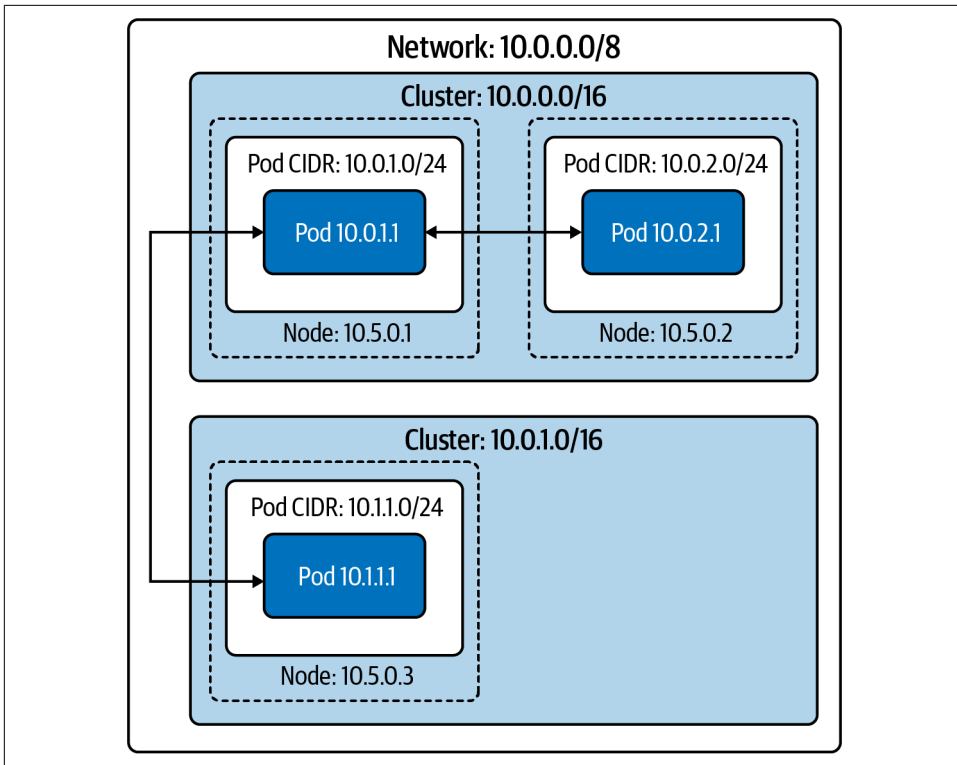 Network: 10.0.0.0/8
Cluster: 10.0.0.0/16
Pod CIDR: 10.0.1.0/24
Pod 10.0.1.1
Node: 10.5.0.1
Pod CIDR: 10.0.2.0/24
Pod 10.0.2.1
Node: 10.5.0.2
Cluster: 10.0.1.0/16
Pod CIDR: 10.1.1.0/24
Pod 10.1.1.1
Node: 10.5.0.3